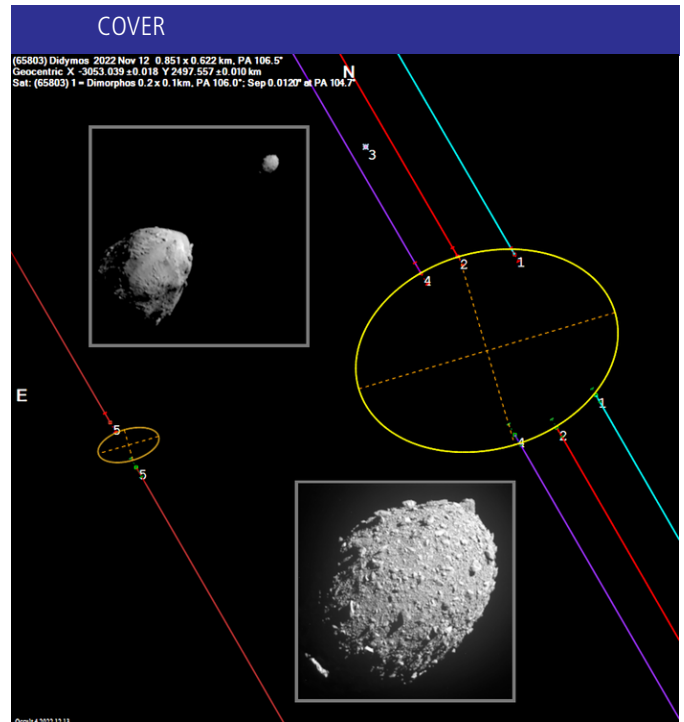 COVER
(65803) Didymos 2022 Nov 12 0.851 x 0.622 km, PA 106.5°
Geocentric X -3053.039 ±0.018 Y 2497.557 ±0.010 km
Sat: (65803) 1 = Dimorphos 0.2 x 0.1km, PA 106.0°; Sep 0.0120" at PA 104.7°
N
3
2
1
4
E
1
5
2
4
5